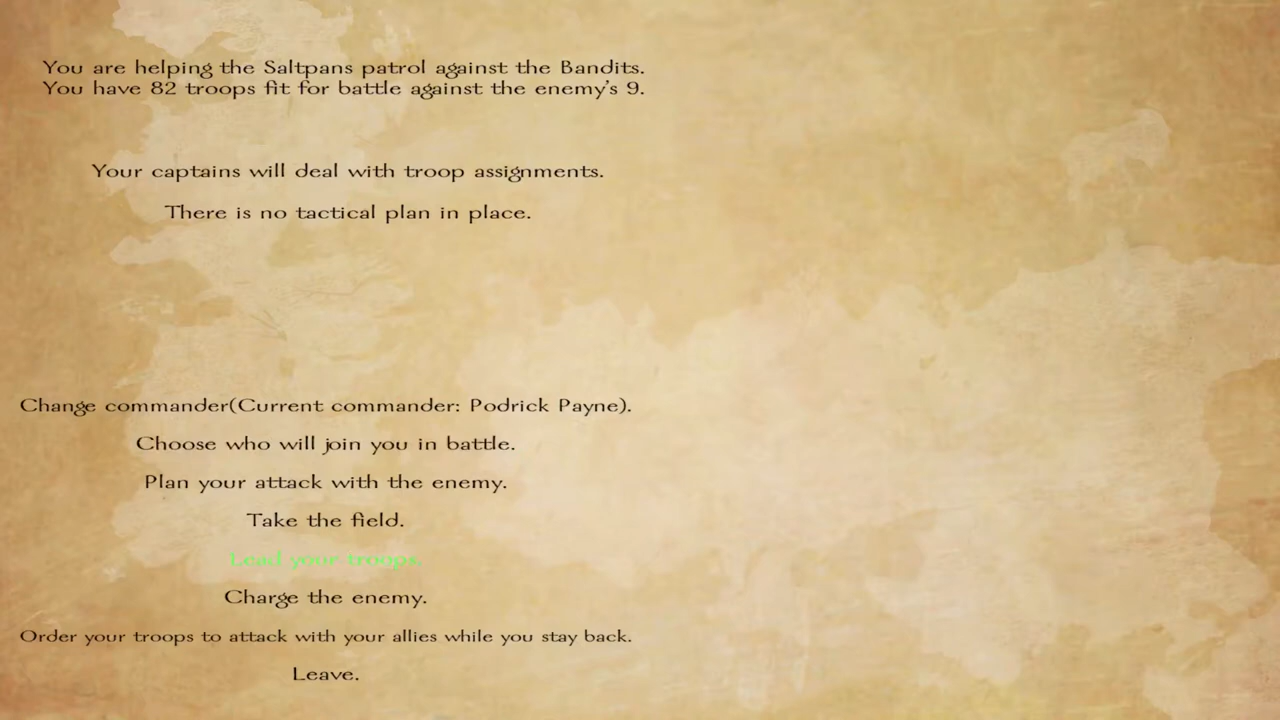 You are helping the Saltpans patrol against the Bandits.
You have 82 troops fit for battle against the enemy's 9.
Your captains will deal with troop assignments.
There is no tactical plan in place.
Change commander(Current commander: Podrick Payne).
Choose who will join you in battle.
Plan your attack with the enemy.
Take the field.
Lead your troops.
Charge the enemy.
Order your troops to attack with your allies while you stay back.
Leave.